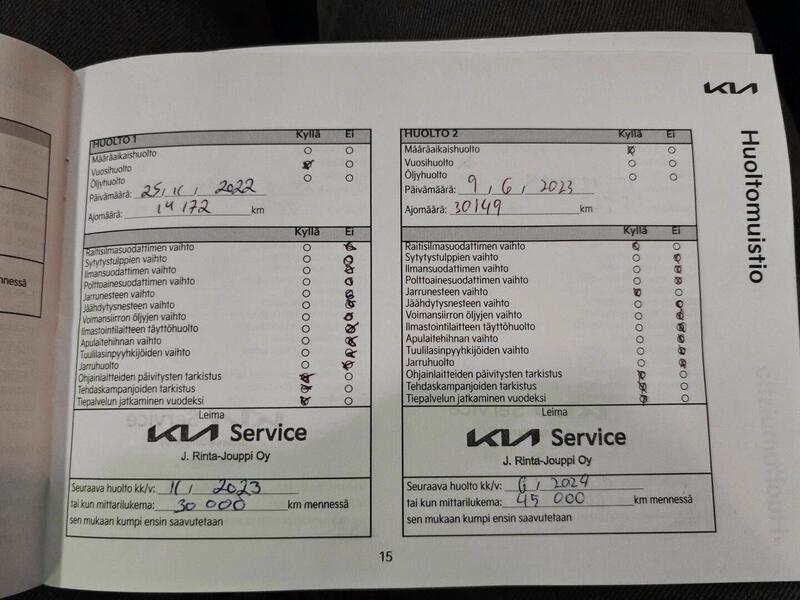 KIA
Huoltomuistio
HUOLTO 1 Kyllä Ei
Määräaikaishuolto
Vuosihuolto
Öljyhuolto
Päivämäärä: 25, 11, 2022
Ajomäärä: 14 172 km
Kyllä Ei
Raitisilmasuodattimen vaihto
Sytytystulppien vaihto
Ilmansuodattimen vaihto
Polttoainesuodattimen vaihto
Jarrunesteen vaihto
Jäähdytysnesteen vaihto
Voimansiirron öljyjen vaihto
Ilmastointilaitteen täyttöhuolto
Apulaitehihnan vaihto
Tuulilasinpyyhkijöiden vaihto
Jarruhuolto
Ohjainlaitteiden päivitysten tarkistus
Tehdaskampanjoiden tarkistus
Tiepalvelun jatkaminen vuodeksi
Leima
KIA Service
J. Rinta-Jouppi Oy
Seuraava huolto kk/v: 11, 2023
tai kun mittarilukema: 30 000 km mennessä
sen mukaan kumpi ensin saavutetaan
HUOLTO 2 Kyllä Ei
Määräaikaishuolto
Vuosihuolto
Öljyhuolto
Päivämäärä: 9, 6, 2023
Ajomäärä: 30149 km
Kyllä Ei
Raitisilmasuodattimen vaihto
Sytytystulppien vaihto
Ilmansuodattimen vaihto
Polttoainesuodattimen vaihto
Jarrunesteen vaihto
Jäähdytysnesteen vaihto
Voimansiirron öljyjen vaihto
Ilmastointilaitteen täyttöhuolto
Apulaitehihnan vaihto
Tuulilasinpyyhkijöiden vaihto
Jarruhuolto
Ohjainlaitteiden päivitysten tarkistus
Tehdaskampanjoiden tarkistus
Tiepalvelun jatkaminen vuodeksi
Leima
KIA Service
J. Rinta-Jouppi Oy
Seuraava huolto kk/v: 6, 2024
tai kun mittarilukema: 45 000 km mennessä
sen mukaan kumpi ensin saavutetaan
15